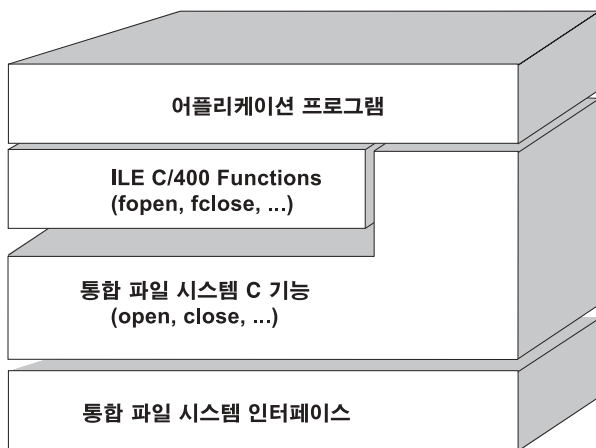 어플리케이션 프로그램
ILE C/400 Functions
(fopen, fclose, ...)
통합 파일 시스템 C 기능
(open, close, ...)
통합 파일 시스템 인터페이스